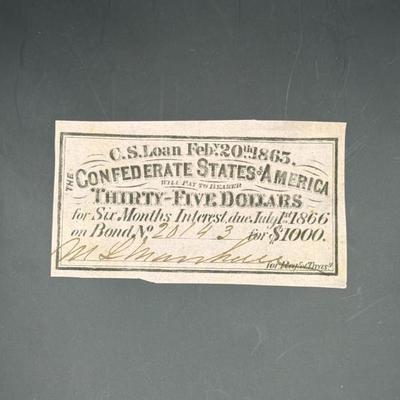 C.S. Loan Feby. 20th. 1863.
THE CONFEDERATE STATES OF AMERICA
WILL PAY TO BEARER
THIRTY-FIVE DOLLARS
for Six Months Interest, due July 1st. 1866
on Bond No. 20143 for $1000.
for Regr. of Treasy.